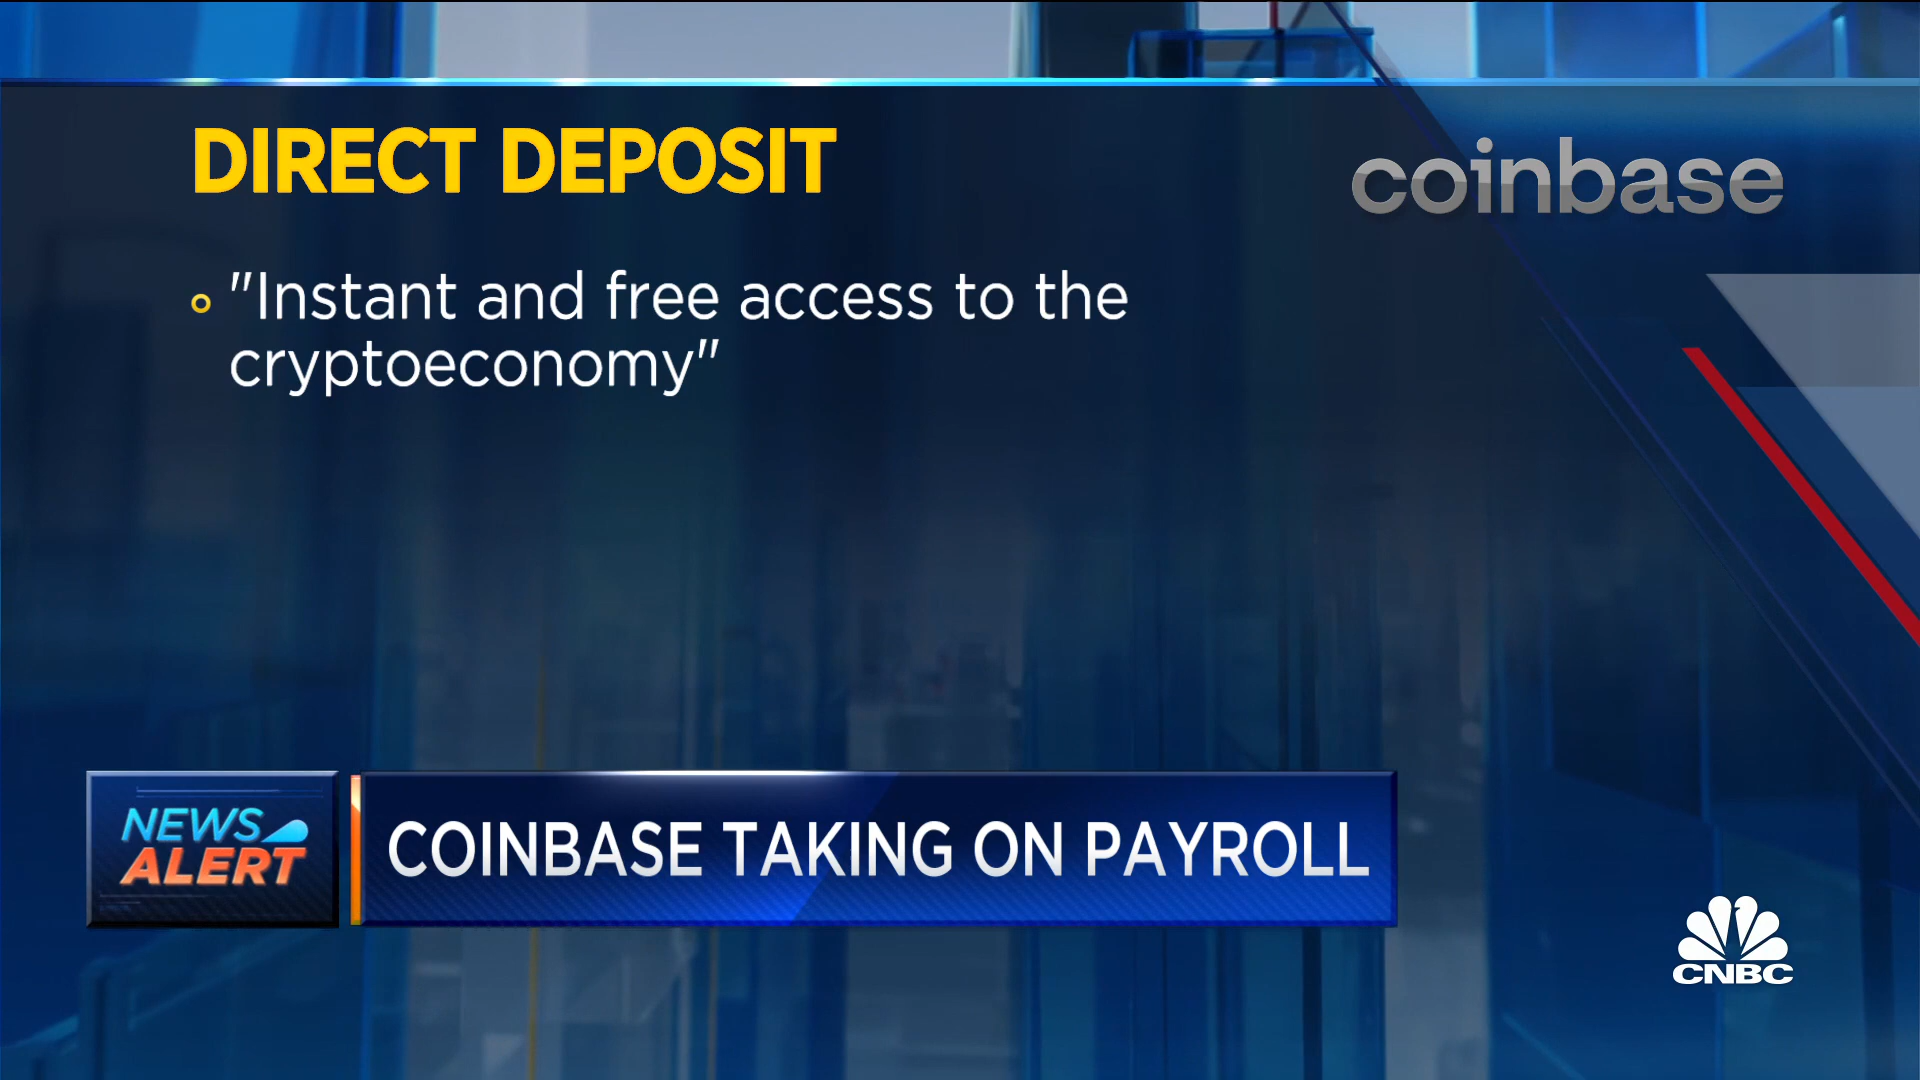 DIRECT DEPOSIT
coinbase
"Instant and free access to the
cryptoeconomy"
NEWS
ALERT
COINBASE TAKING ON PAYROLL
CNBC